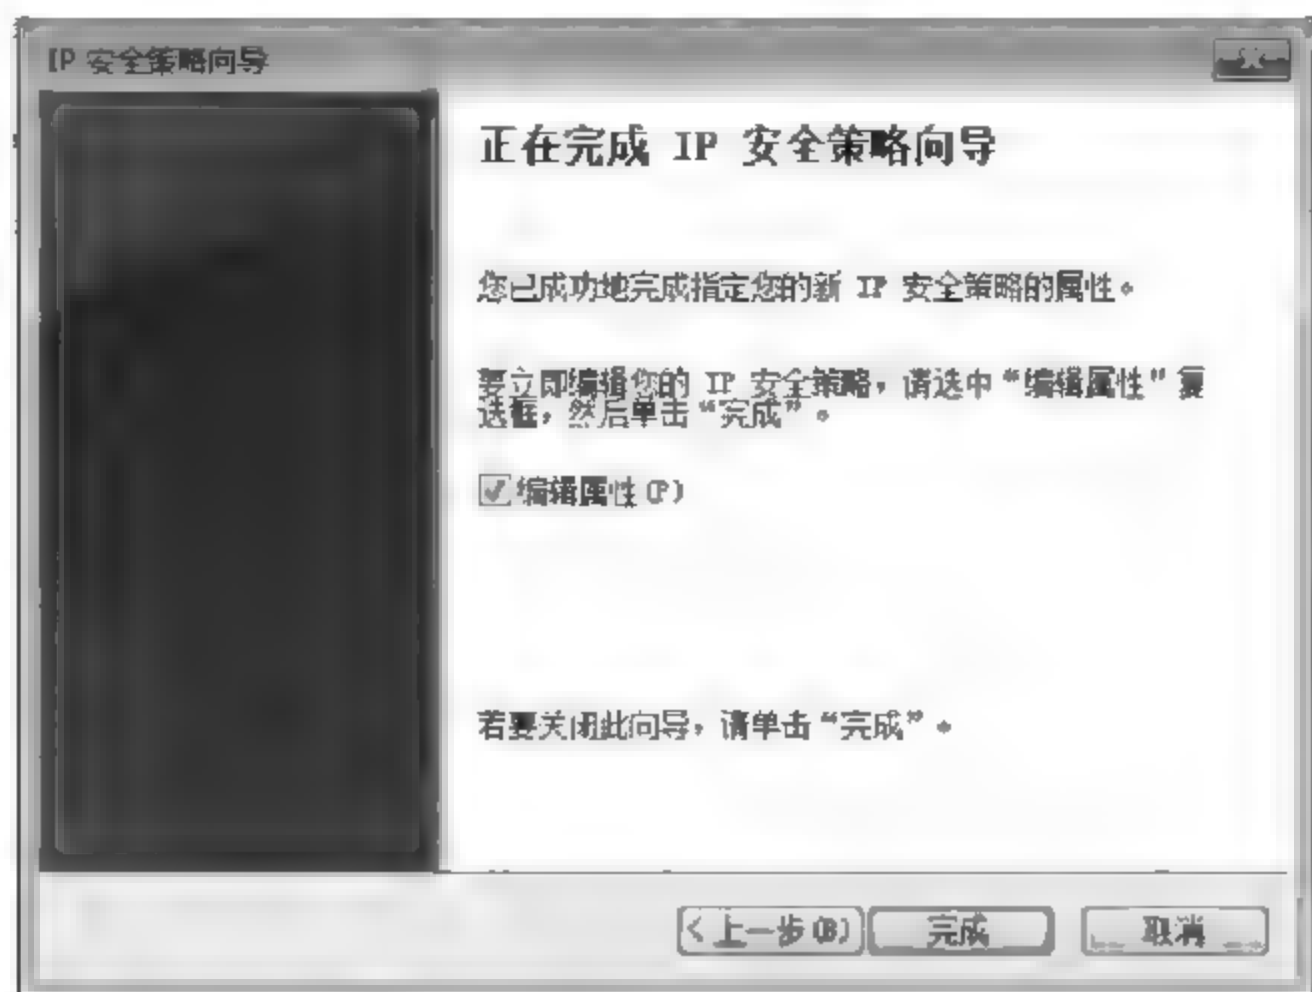 IP 安全策略向导
正在完成 IP 安全策略向导
您已成功地完成指定您的新 IP 安全策略的属性。
要立即编辑您的 IP 安全策略，请选中“编辑属性”复
选框，然后单击“完成”。
编辑属性(P)
若要关闭此向导，请单击“完成”。
< 上一步(B) 完成 取消